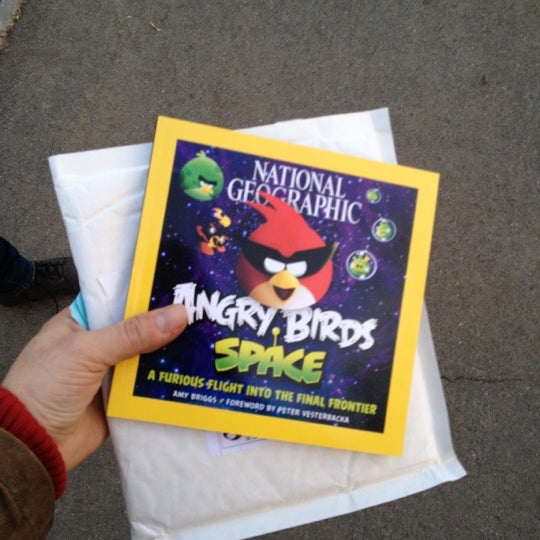 NATIONAL
GEOGRAPHIC
ANGRY BIRDS
SPACE
A FURIOUS FLIGHT INTO THE FINAL FRONTIER
AMY BRIGGS / FOREWORD BY PETER VESTERBACKA